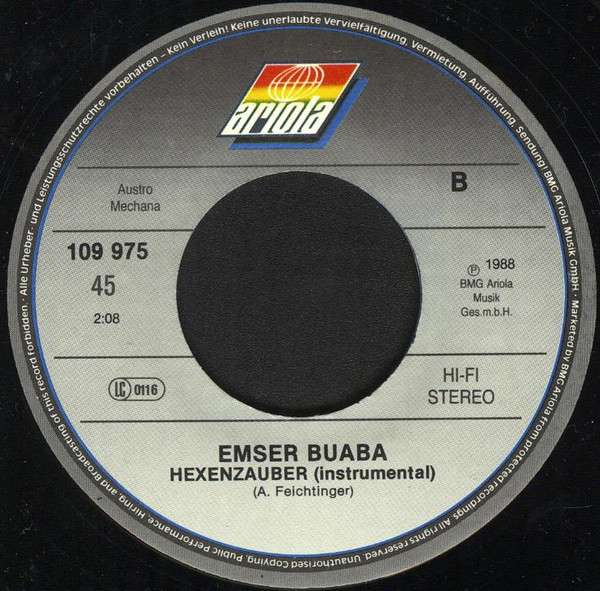 Alle Urheber- und Leistungsschutzrechte vorbehalten · Kein Verleih! Keine unerlaubte Vervielfältigung, Vermietung, Aufführung, Sendung! BMG Ariola Musik GmbH · Marketed by BMG Ariola from protected recordings. All rights reserved. Unauthorised Copying, Public Performance, Hiring, and Broadcasting of this record forbidden. ·
ariola
Austro
Mechana
B
109 975
45
2:08
℗ 1988
BMG Ariola
Musik
Ges.m.b.H.
LC 0116
HI-FI
STEREO
EMSER BUABA
HEXENZAUBER (instrumental)
(A. Feichtinger)